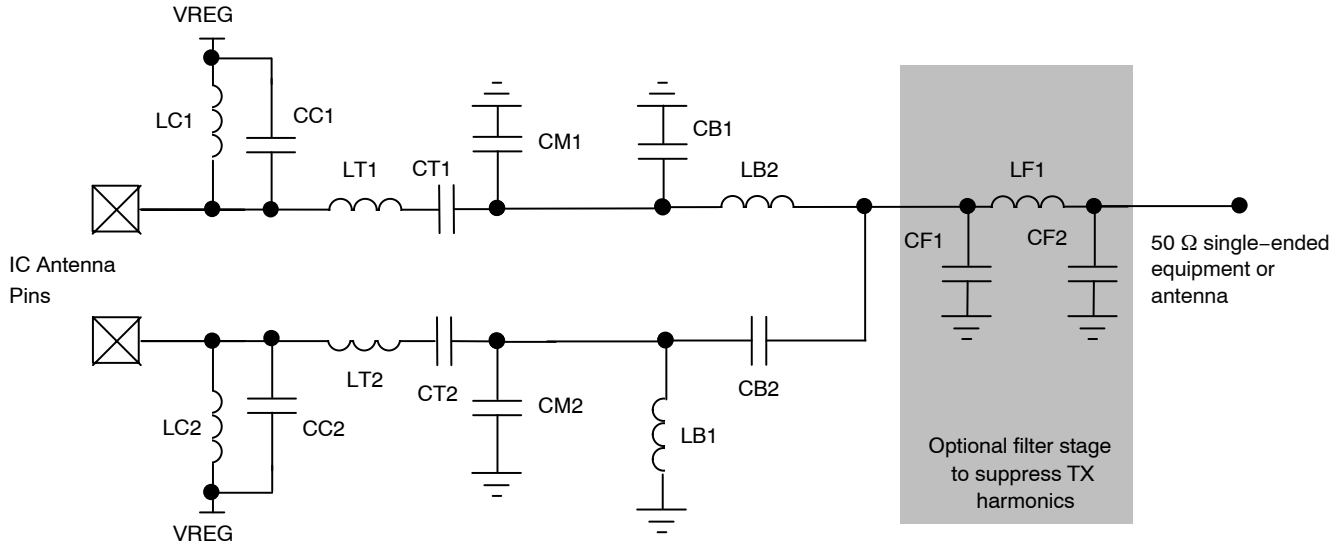 VREG
LC1
CC1
LT1
CT1
CM1
CB1
LB2
LF1
CF1
CF2
50 Ω single−ended
equipment or
antenna
IC Antenna
Pins
LC2
CC2
LT2
CT2
CM2
LB1
CB2
VREG
Optional filter stage
to suppress TX
harmonics